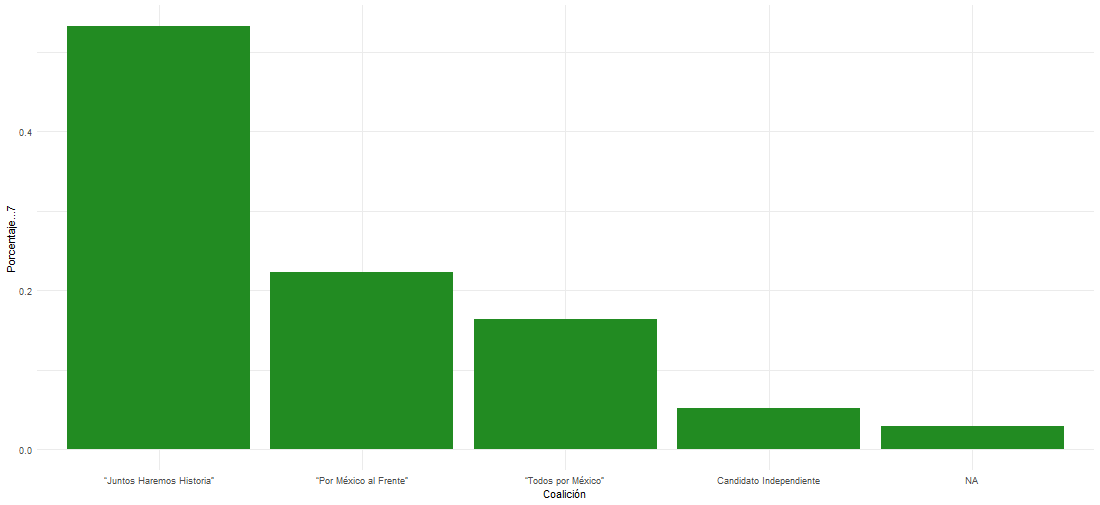 Porcentaje...7
0.4
0.2
0.0
"Juntos Haremos Historia" "Por México al Frente" "Todos por México" Candidato Independiente NA
Coalición